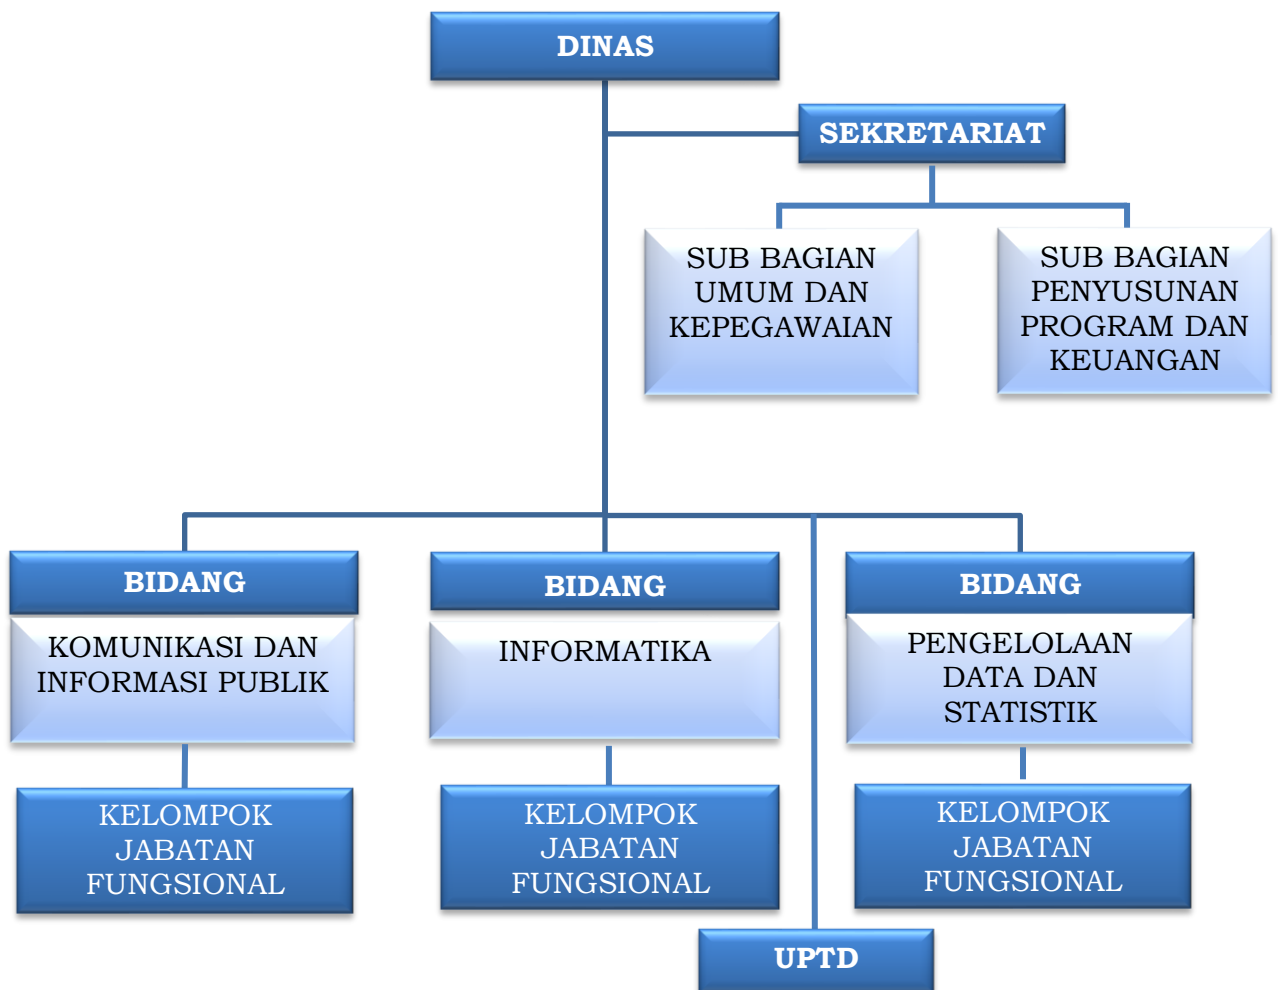 DINAS
SEKRETARIAT
SUB BAGIAN
UMUM DAN
KEPEGAWAIAN
SUB BAGIAN
PENYUSUNAN
PROGRAM DAN
KEUANGAN
BIDANG
KOMUNIKASI DAN
INFORMASI PUBLIK
KELOMPOK
JABATAN
FUNGSIONAL
BIDANG
INFORMATIKA
KELOMPOK
JABATAN
FUNGSIONAL
BIDANG
PENGELOLAAN
DATA DAN
STATISTIK
KELOMPOK
JABATAN
FUNGSIONAL
UPTD